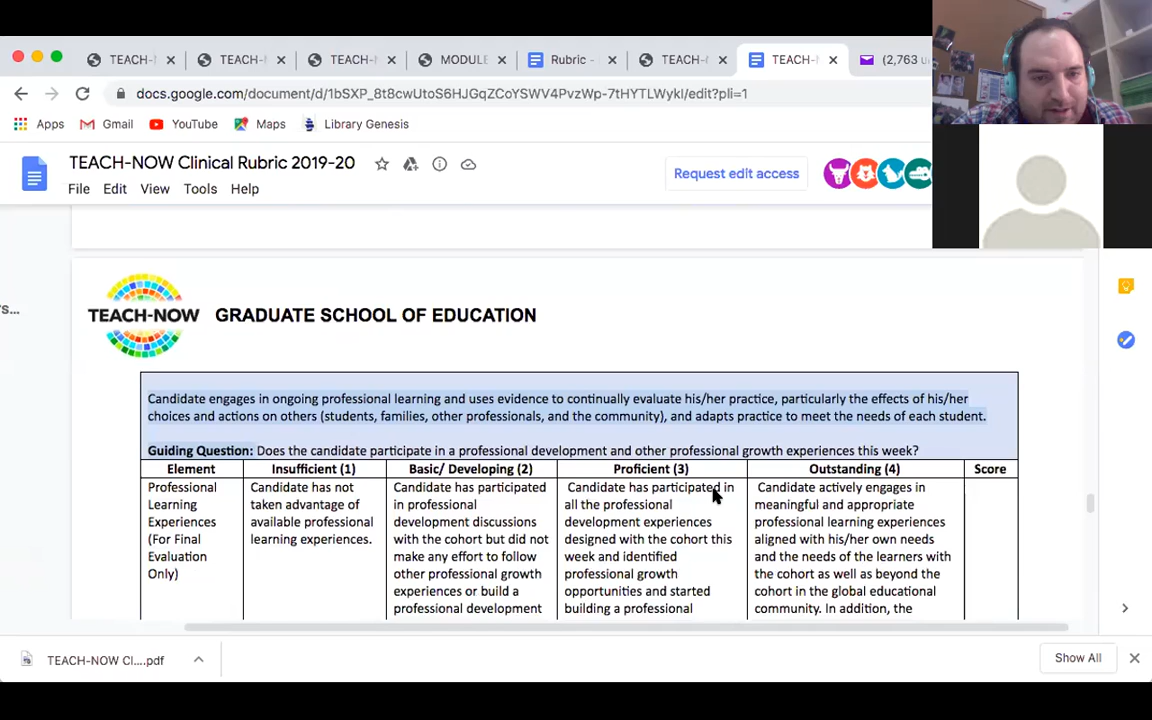 TEACH-
TEACH-
TEACH-
MODULE
Rubric -
TEACH-
TEACH-
(2,763 u
docs.google.com/document/d/1bSXP_8t8cwUtoS6HJGqZCoYSWV4PvzWp-7tHYTLWykI/edit?pli=1
Apps
Gmail
YouTube
Maps
Library Genesis
TEACH-NOW Clinical Rubric 2019-20
Request edit access
File
Edit
View
Tools
Help
rs...
TEACH-NOW
GRADUATE SCHOOL OF EDUCATION
Candidate engages in ongoing professional learning and uses evidence to continually evaluate his/her practice, particularly the effects of his/her
choices and actions on others (students, families, other professionals, and the community), and adapts practice to meet the needs of each student.
Guiding Question: Does the candidate participate in a professional development and other professional growth experiences this week?
Element
Insufficient (1)
Basic/ Developing (2)
Proficient (3)
Outstanding (4)
Score
Professional
Learning
Experiences
(For Final
Evaluation
Only)
Candidate has not
taken advantage of
available professional
learning experiences.
Candidate has participated
in professional
development discussions
with the cohort but did not
make any effort to follow
other professional growth
experiences or build a
professional development
Candidate has participated in
all the professional
development experiences
designed with the cohort this
week and identified
professional growth
opportunities and started
building a professional
Candidate actively engages in
meaningful and appropriate
professional learning experiences
aligned with his/her own needs
and the needs of the learners with
the cohort as well as beyond the
cohort in the global educational
community. In addition, the
TEACH-NOW Cl....pdf
Show All